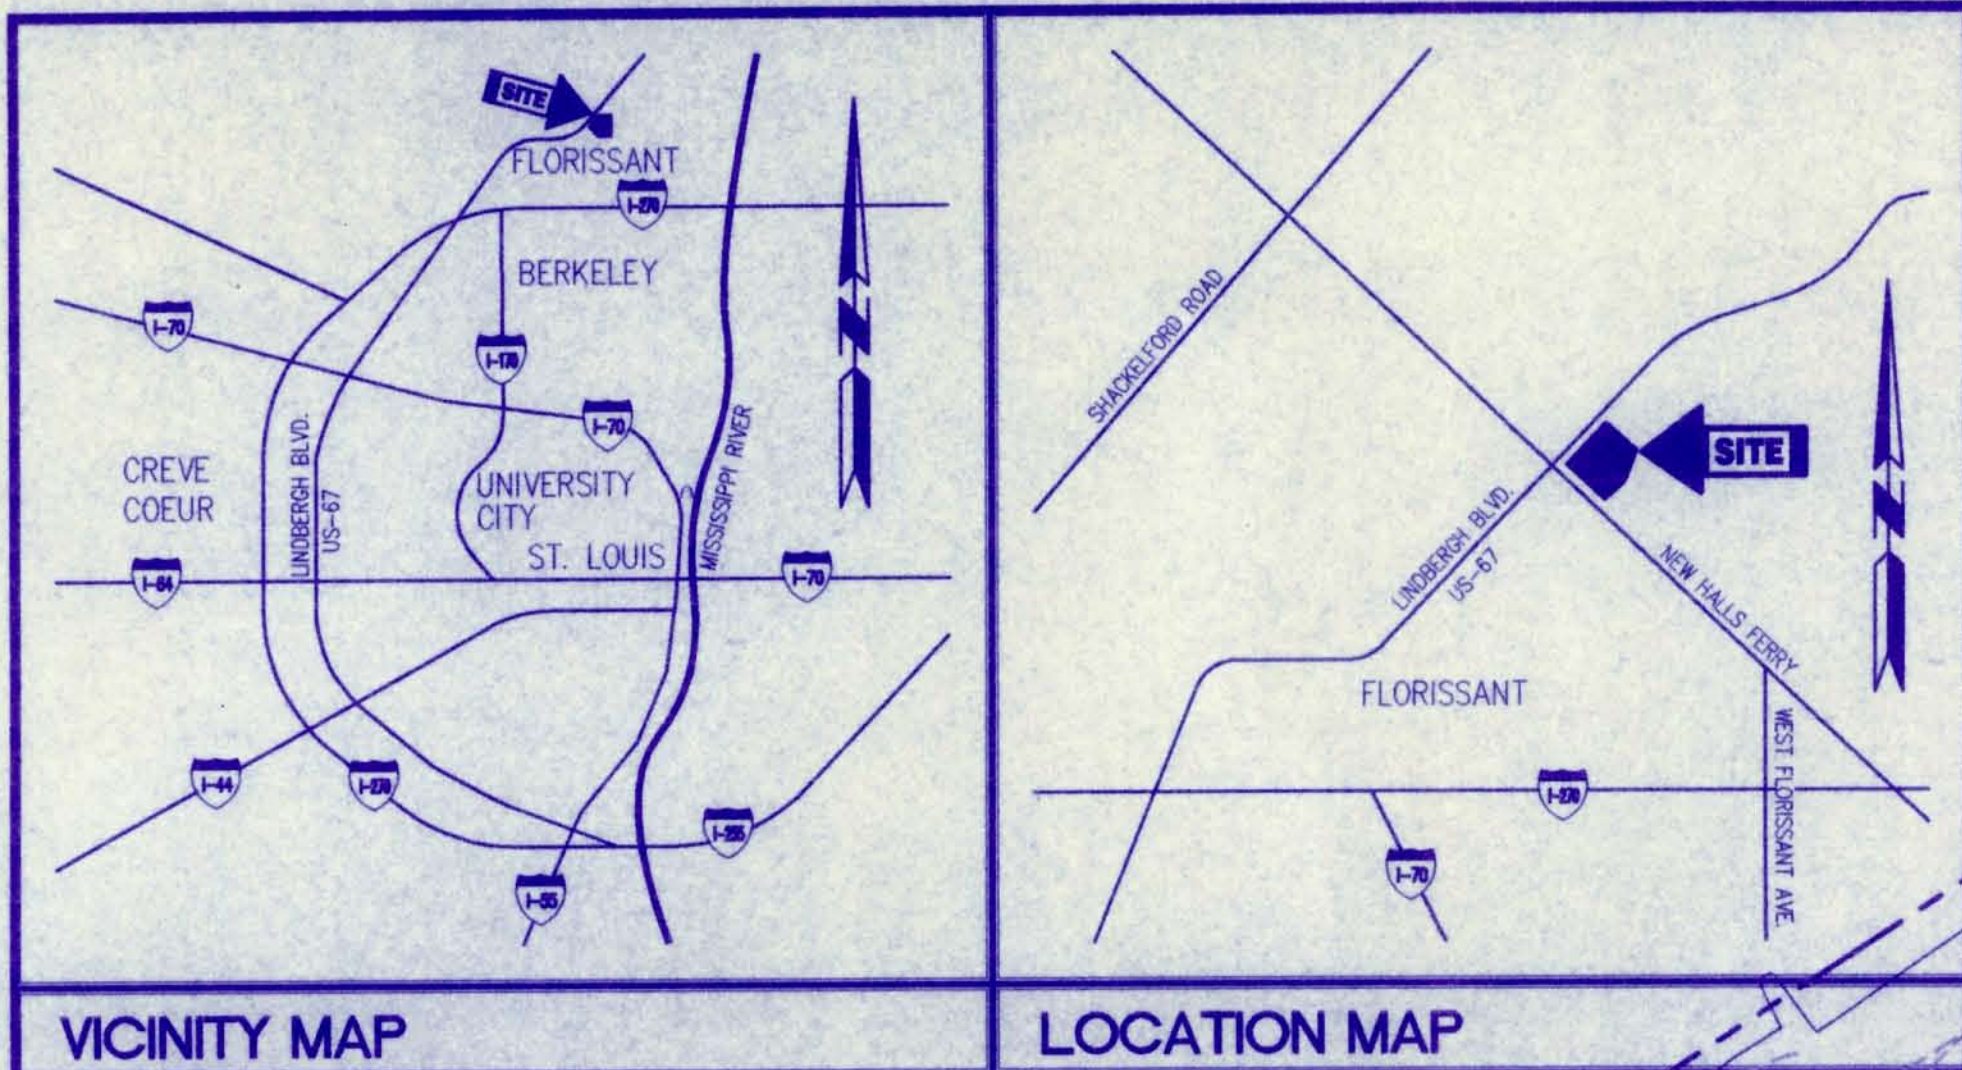 SITE
FLORISSANT
I-270
BERKELEY
I-70
I-170
I-70
CREVE
COEUR
LINDBERGH BLVD.
US-67
UNIVERSITY
CITY
MISSISSIPPI RIVER
N
ST. LOUIS
I-64
I-70
I-44
I-270
I-255
I-55
VICINITY MAP
SHACKELFORD ROAD
SITE
LINDBERGH BLVD.
US-67
N
NEW HALLS FERRY
FLORISSANT
WEST FLORISSANT AVE.
I-270
I-70
LOCATION MAP